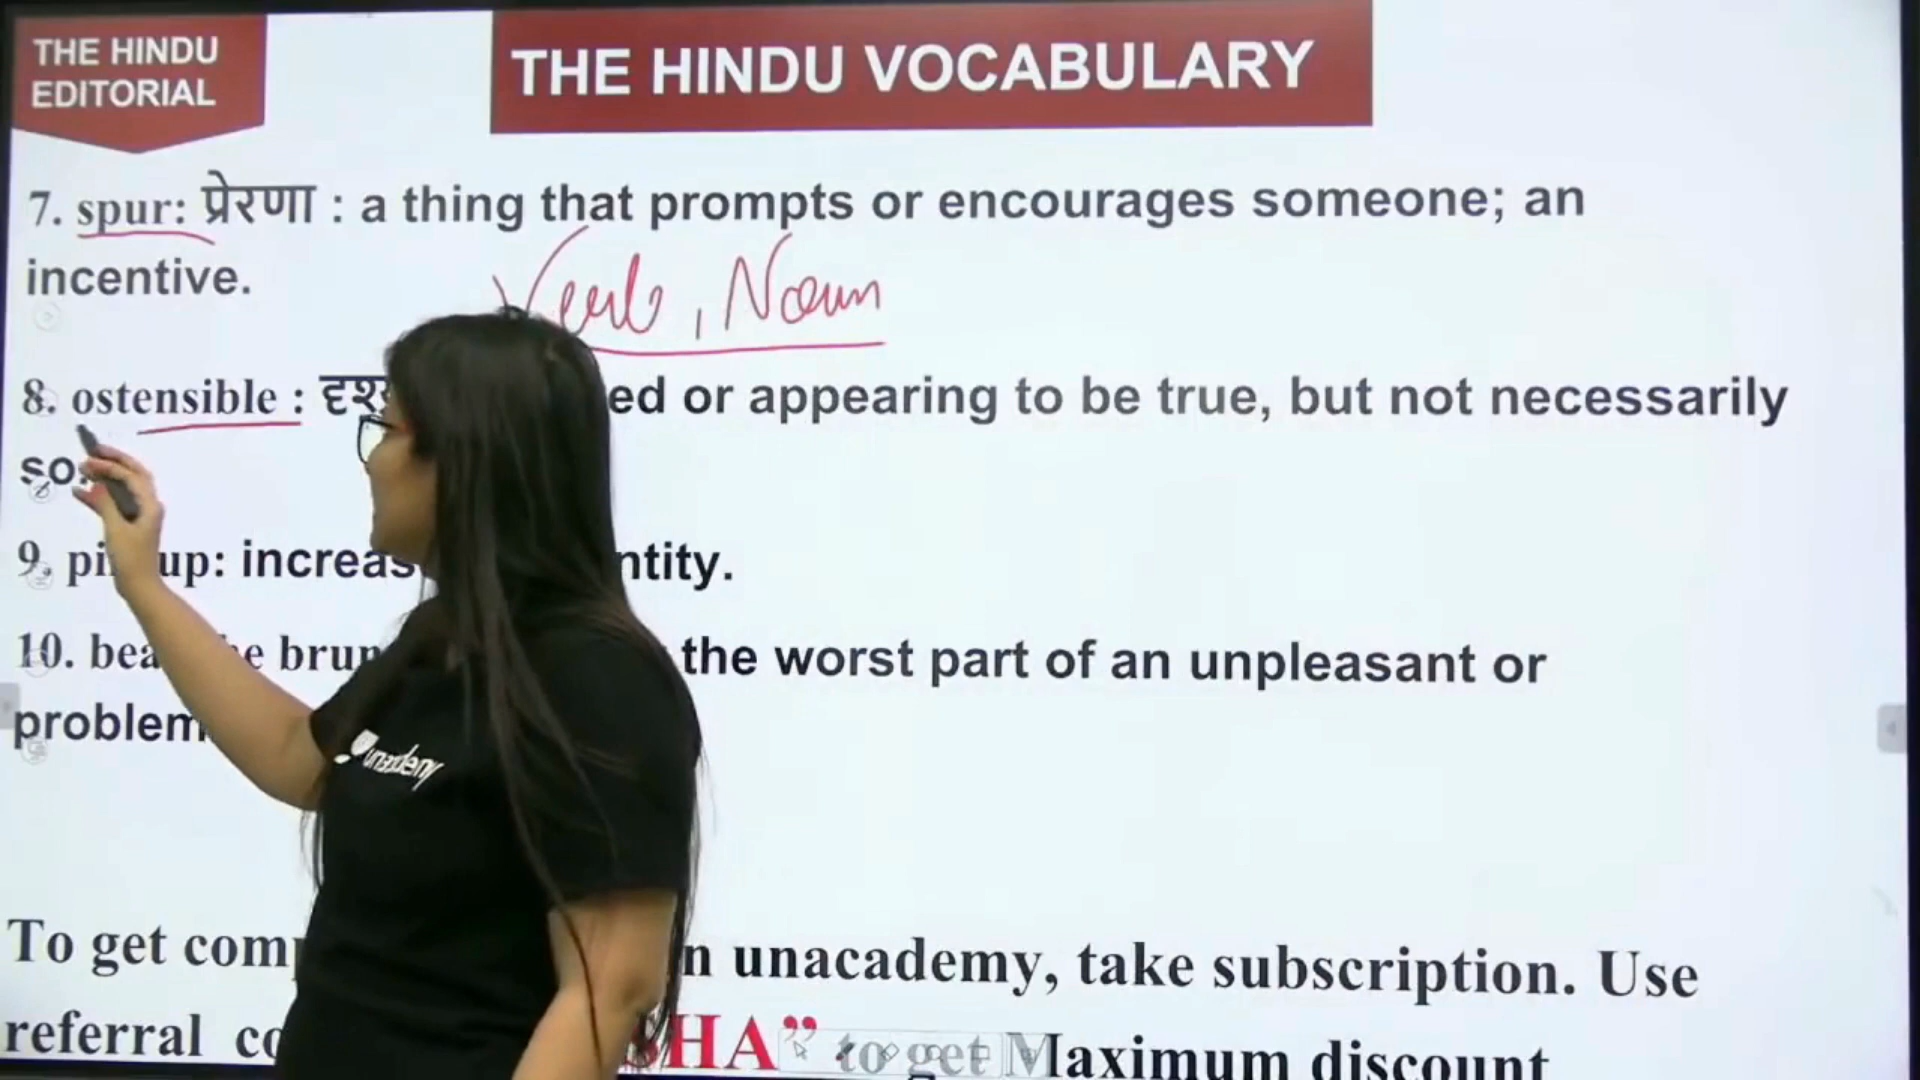 THE HINDU
EDITORIAL
THE HINDU VOCABULARY
7. spur: प्रेरणा : a thing that prompts or encourages someone; an
incentive.
Verb, Noun
8. ostensible : ed or appearing to be true, but not necessarily
so.
9. up: increas ntity.
10. the worst part of an unpleasant or
problem
unacademy
To get com n unacademy, take subscription. Use
referral co SHA” to get Maximum discount